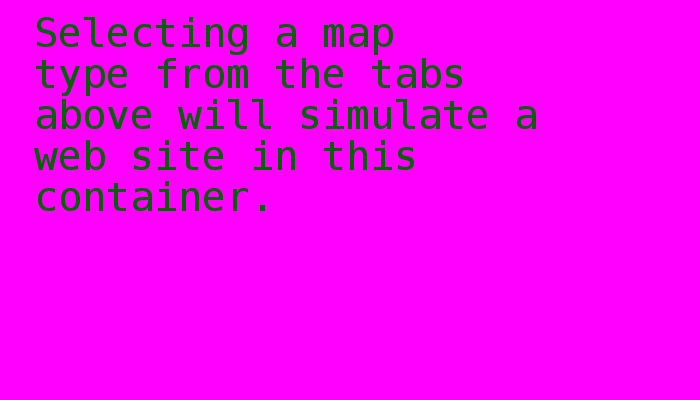 Selecting a map
type from the tabs
above will simulate a
web site in this
container.